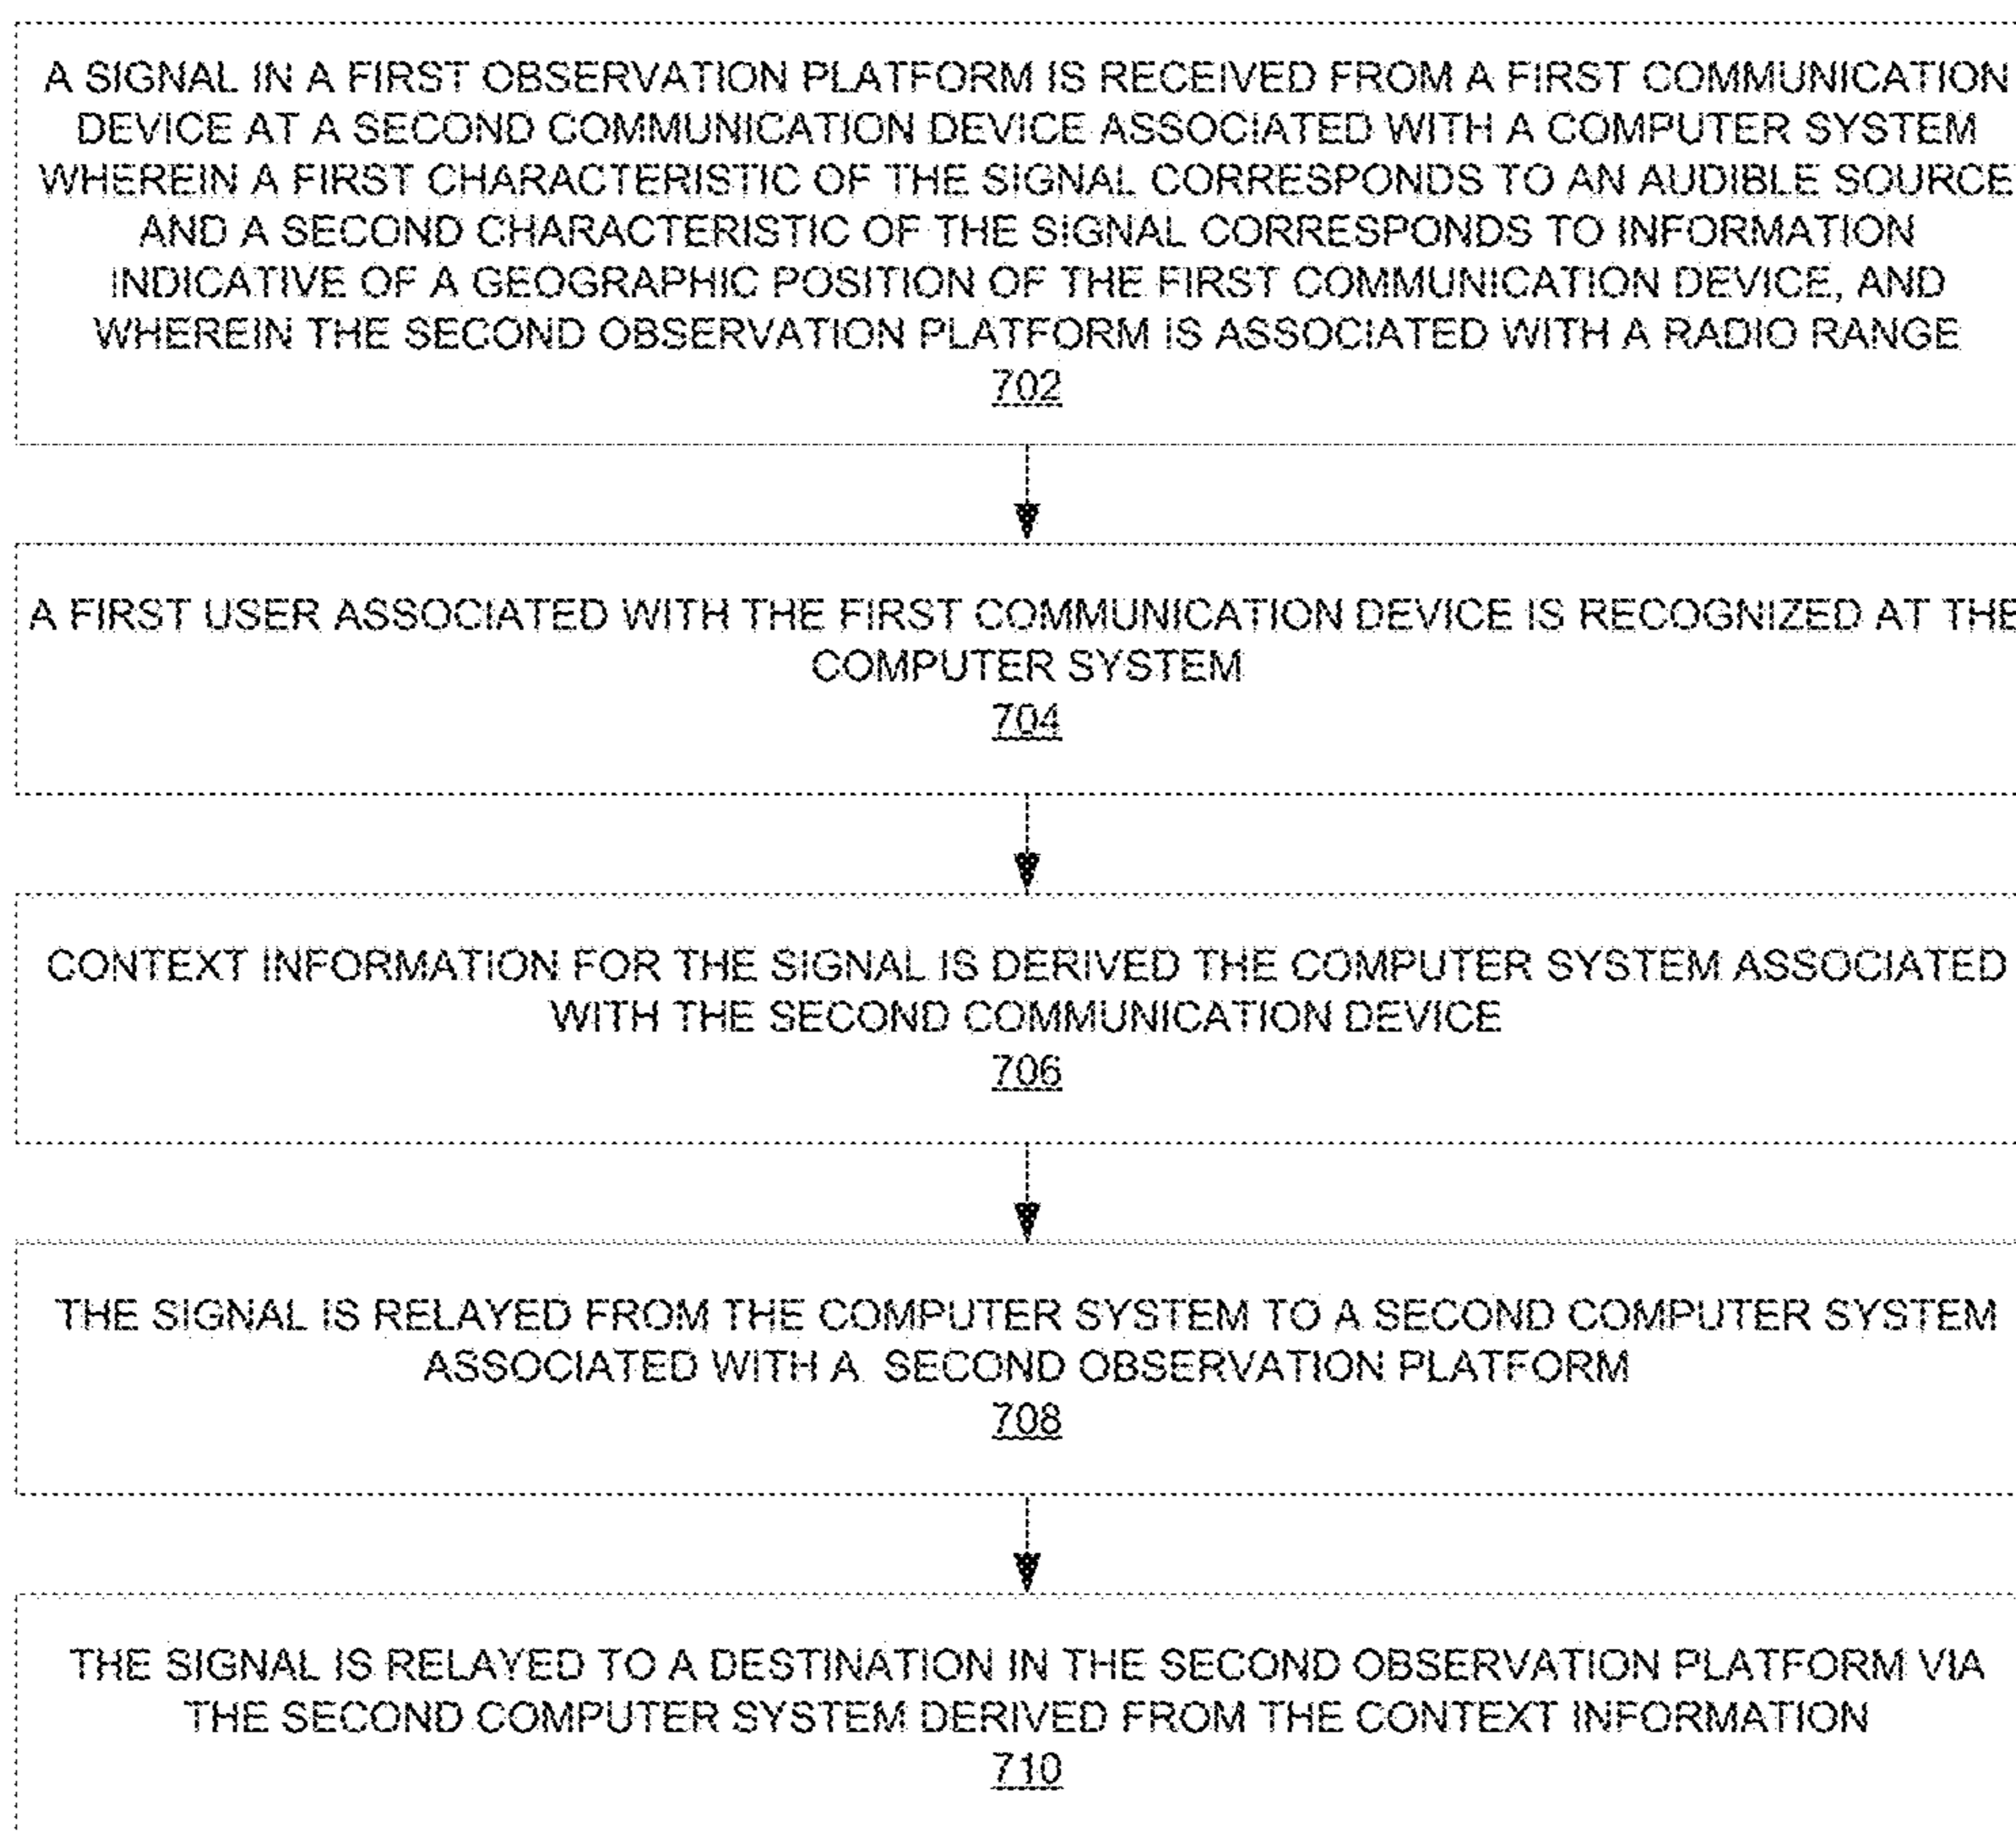 A SIGNAL IN A FIRST OBSERVATION PLATFORM IS RECEIVED FROM A FIRST COMMUNICATION
DEVICE AT A SECOND COMMUNICATION DEVICE ASSOCIATED WITH A COMPUTER SYSTEM
WHEREIN A FIRST CHARACTERISTIC OF THE SIGNAL CORRESPONDS TO AN AUDIBLE SOURCE
AND A SECOND CHARACTERISTIC OF THE SIGNAL CORRESPONDS TO INFORMATION
INDICATIVE OF A GEOGRAPHIC POSITION OF THE FIRST COMMUNICATION DEVICE, AND
WHEREIN THE SECOND OBSERVATION PLATFORM IS ASSOCIATED WITH A RADIO RANGE
702
A FIRST USER ASSOCIATED WITH THE FIRST COMMUNICATION DEVICE IS RECOGNIZED AT THE
COMPUTER SYSTEM
704
CONTEXT INFORMATION FOR THE SIGNAL IS DERIVED THE COMPUTER SYSTEM ASSOCIATED
WITH THE SECOND COMMUNICATION DEVICE
706
THE SIGNAL IS RELAYED FROM THE COMPUTER SYSTEM TO A SECOND COMPUTER SYSTEM
ASSOCIATED WITH A SECOND OBSERVATION PLATFORM
708
THE SIGNAL IS RELAYED TO A DESTINATION IN THE SECOND OBSERVATION PLATFORM VIA
THE SECOND COMPUTER SYSTEM DERIVED FROM THE CONTEXT INFORMATION
710